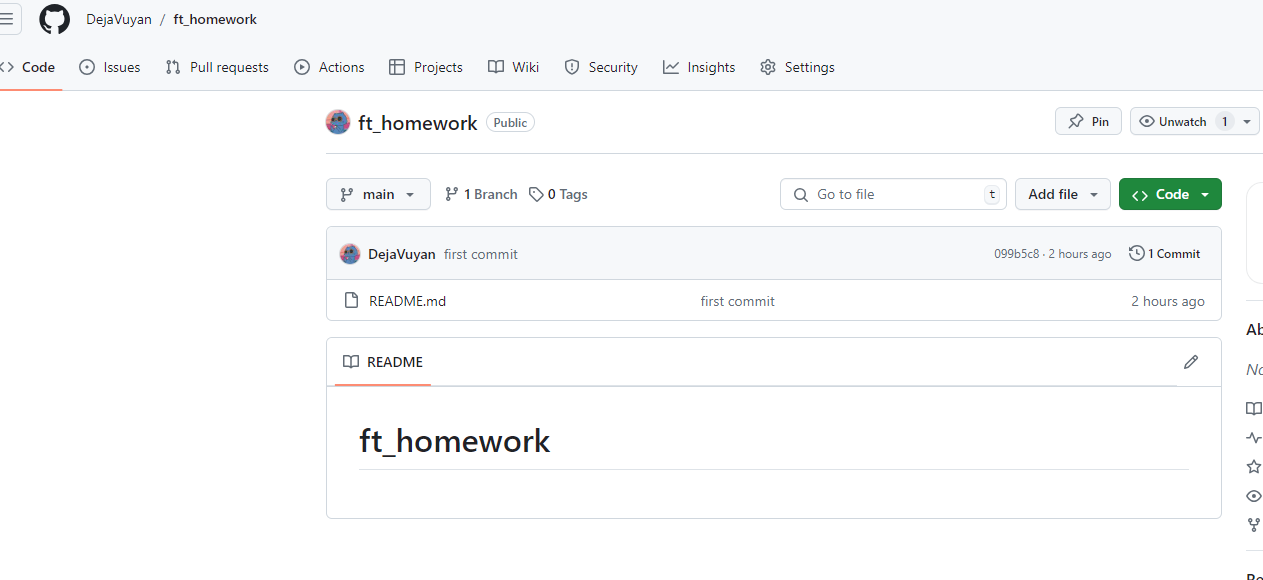 DejaVuyan / ft_homework
Code Issues Pull requests Actions Projects Wiki Security Insights Settings
ft_homework Public Pin Unwatch 1
main 1 Branch 0 Tags Go to file t Add file Code
DejaVuyan first commit 099b5c8 · 2 hours ago 1 Commit
README.md first commit 2 hours ago
README
ft_homework